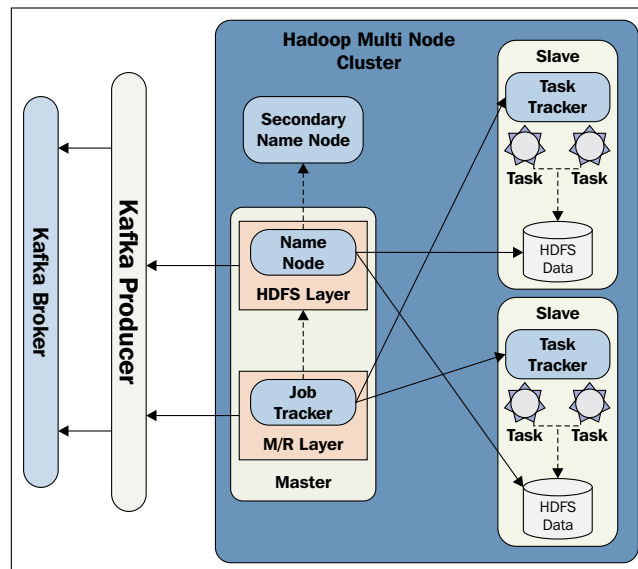 Hadoop Multi Node
Cluster
Kafka Broker
Kafka Producer
Secondary
Name Node
Name
Node
HDFS Layer
Job
Tracker
M/R Layer
Master
Slave
Task
Tracker
Task
Task
HDFS
Data
Slave
Task
Tracker
Task
Task
HDFS
Data